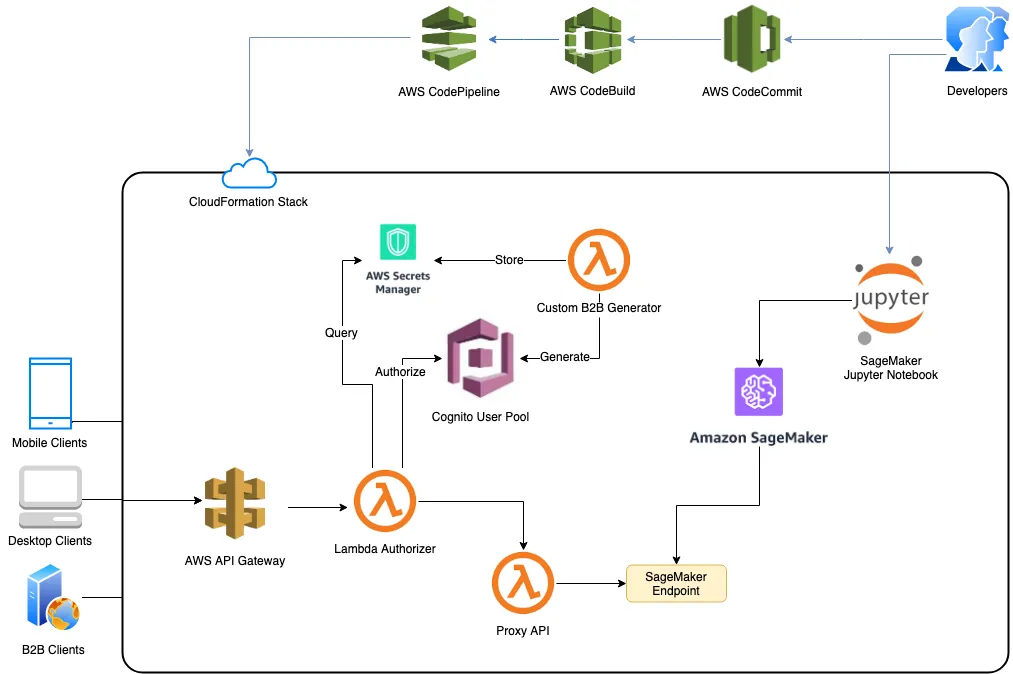 AWS CodePipeline
AWS CodeBuild
AWS CodeCommit
Developers
CloudFormation Stack
AWS Secrets
Manager
Store
Custom B2B Generator
Query
Authorize
Generate
Cognito User Pool
jupyter
SageMaker
Jupyter Notebook
Amazon SageMaker
Mobile Clients
Desktop Clients
B2B Clients
AWS API Gateway
Lambda Authorizer
Proxy API
SageMaker
Endpoint